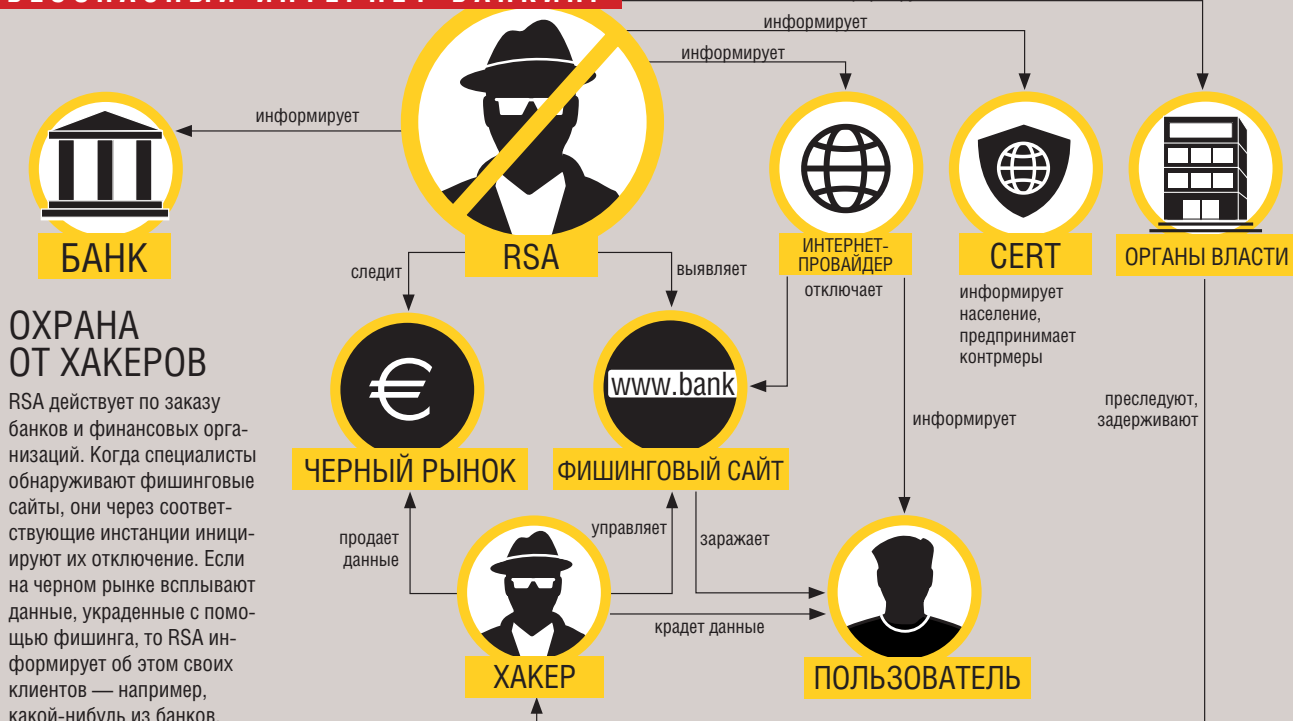 информирует
информирует
информирует
БАНК
RSA
ИНТЕРНЕТ-
ПРОВАЙДЕР
CERT
ОРГАНЫ ВЛАСТИ
следит
выявляет
отключает
информирует
население,
предпринимает
контрмеры
ОХРАНА
ОТ ХАКЕРОВ
RSA действует по заказу
банков и финансовых орга-
низаций. Когда специалисты
обнаруживают фишинговые
сайты, они через соответ-
ствующие инстанции иници-
ируют их отключение. Если
на черном рынке всплывают
данные, украденные с помо-
щью фишинга, то RSA ин-
формирует об этом своих
клиентов — например,
какой-нибудь из банков.
€
www.bank
преследуют,
задерживают
информирует
ЧЕРНЫЙ РЫНОК
ФИШИНГОВЫЙ САЙТ
продает
данные
управляет
заражает
крадет данные
ХАКЕР
ПОЛЬЗОВАТЕЛЬ